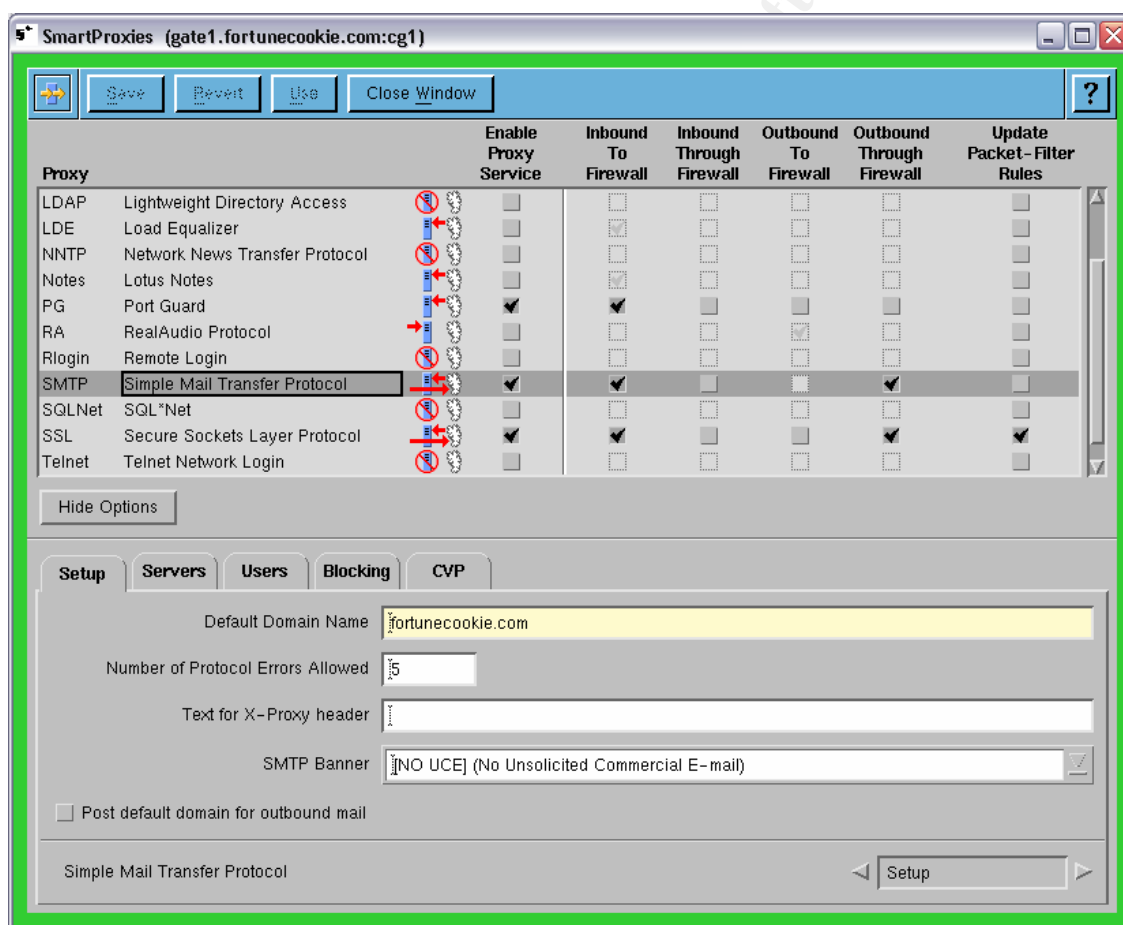 SmartProxies (gate1.fortunecookie.com:cg1)
Save Revert Use Close Window ?
Proxy Enable Proxy Service Inbound To Firewall Inbound Through Firewall Outbound To Firewall Outbound Through Firewall Update Packet-Filter Rules
LDAP Lightweight Directory Access
LDE Load Equalizer
NNTP Network News Transfer Protocol
Notes Lotus Notes
PG Port Guard
RA RealAudio Protocol
Rlogin Remote Login
SMTP Simple Mail Transfer Protocol
SQLNet SQL*Net
SSL Secure Sockets Layer Protocol
Telnet Telnet Network Login
Hide Options
Setup Servers Users Blocking CVP
Default Domain Name fortunecookie.com
Number of Protocol Errors Allowed 5
Text for X-Proxy header
SMTP Banner [NO UCE] (No Unsolicited Commercial E-mail)
Post default domain for outbound mail
Simple Mail Transfer Protocol Setup